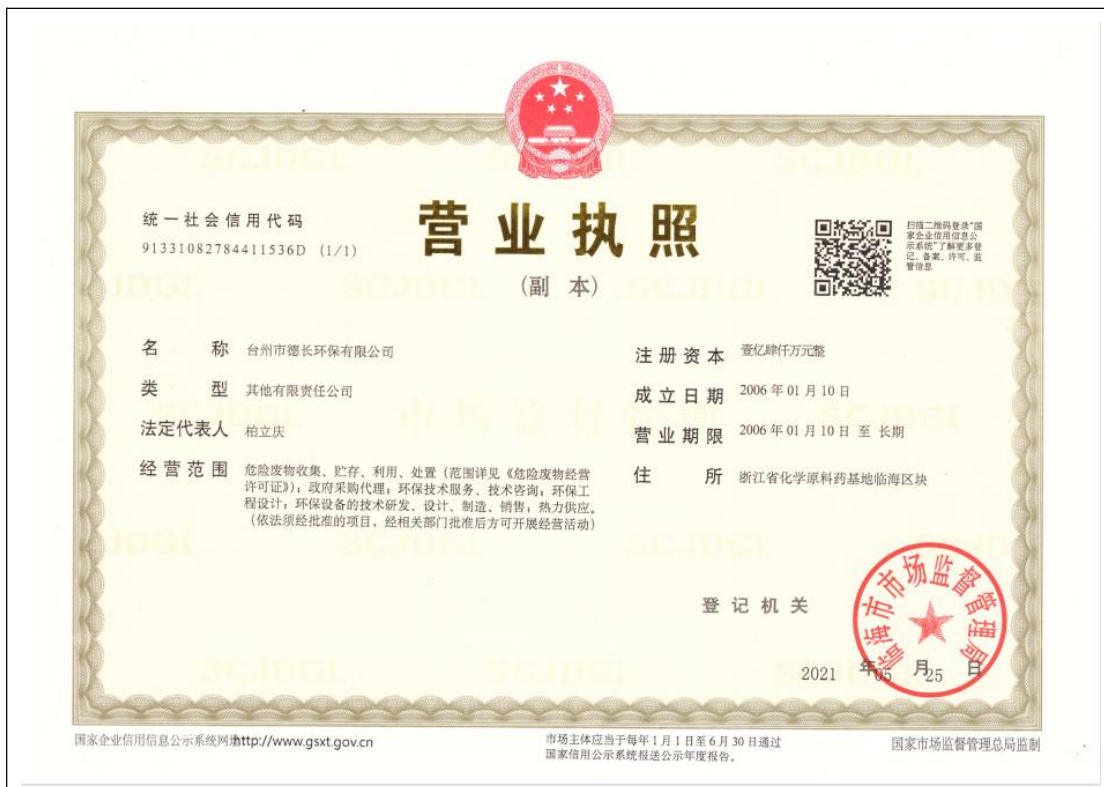 营业执照
(副 本)
统一社会信用代码
91331082784411536D (1/1)
扫描二维码登录“国
家企业信用信息公
示系统”了解更多登
记、备案、许可、监
管信息
名 称 台州市德长环保有限公司
类 型 其他有限责任公司
法定代表人 柏立庆
经营范围 危险废物收集、贮存、利用、处置(范围详见《危险废物经营
许可证》);政府采购代理;环保技术服务、技术咨询;环保工
程设计;环保设备的技术研发、设计、制造、销售;热力供应。
(依法须经批准的项目,经相关部门批准后方可开展经营活动)
注册资本 壹亿肆仟万元整
成立日期 2006年01月10日
营业期限 2006年01月10日 至 长期
住 所 浙江省化学原料药基地临海区块
登记机关
临海市市场监督管理局
2021 年 05 月 25 日
国家企业信用信息公示系统网址http://www.gsxt.gov.cn
市场主体应当于每年1月1日至6月30日通过
国家信用公示系统报送公示年度报告。
国家市场监督管理总局监制
SCJDGL